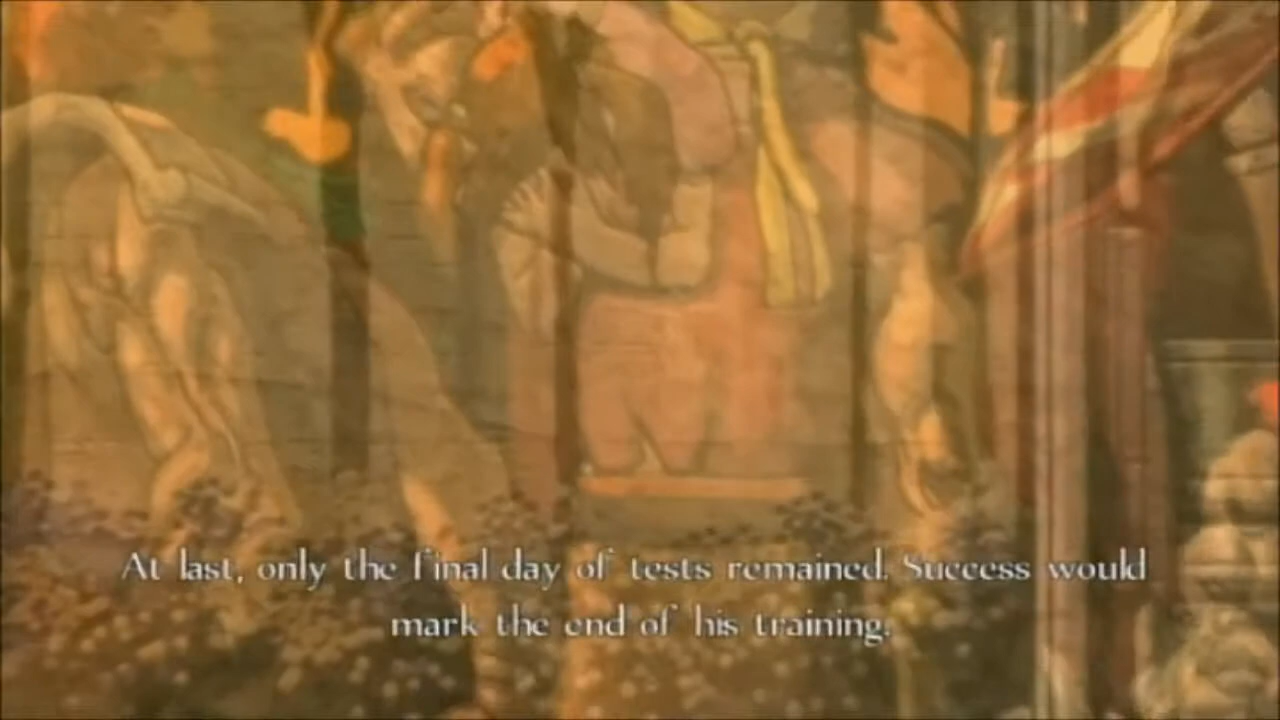 At last, only the final day of tests remained. Success would
mark the end of his training.